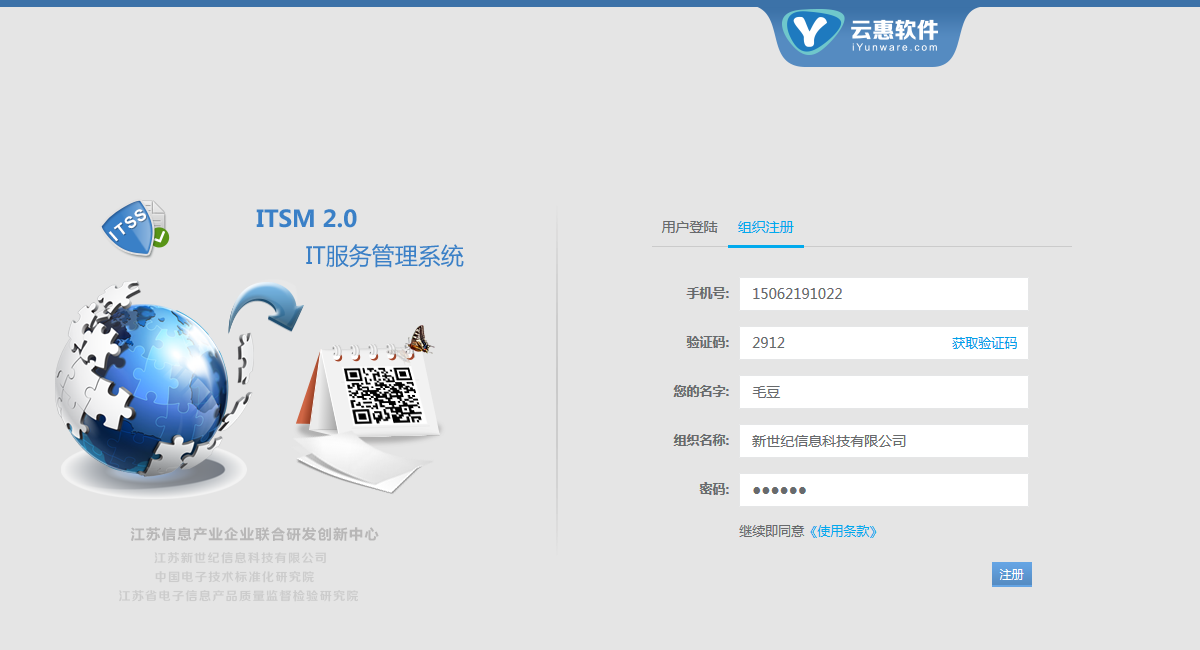 云惠软件
iYunware.com
ITSS
ITSM 2.0
IT服务管理系统
江苏信息产业企业联合研发创新中心
江苏新世纪信息科技有限公司
中国电子技术标准化研究院
江苏省电子信息产品质量监督检验研究院
用户登陆 组织注册
手机号: 15062191022
验证码: 2912 获取验证码
您的名字: 毛豆
组织名称: 新世纪信息科技有限公司
密码: ●●●●●●
继续即同意《使用条款》
注册